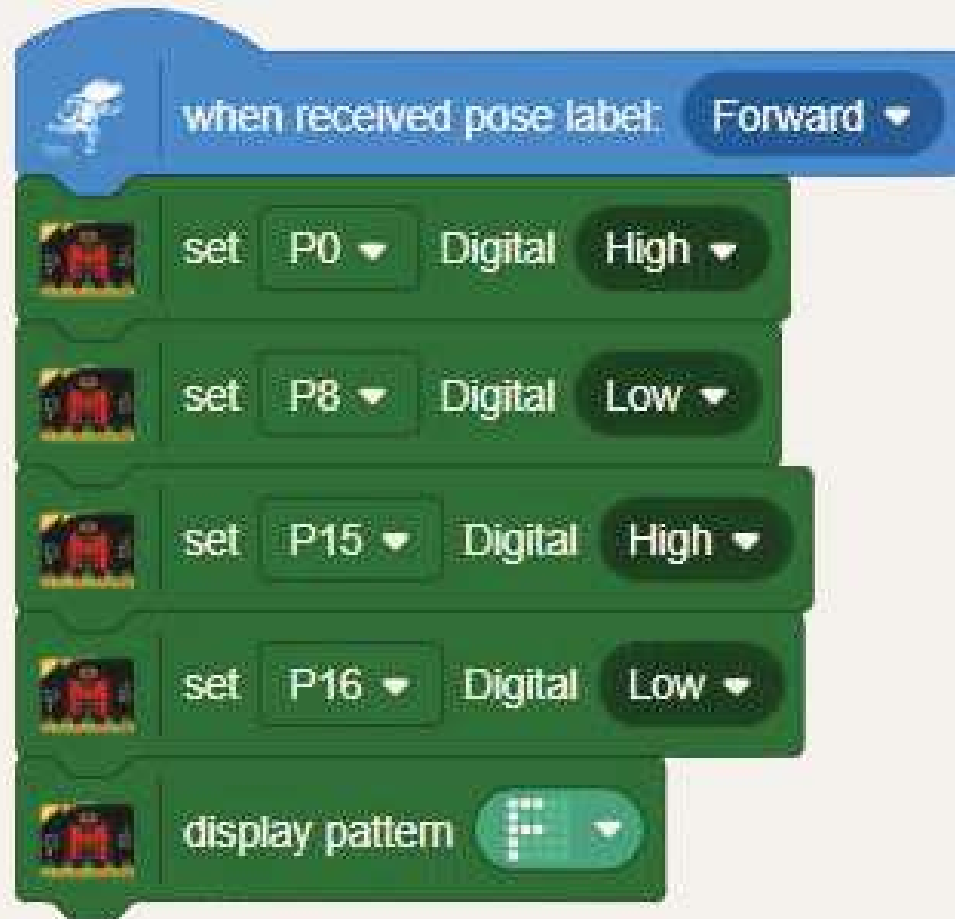 when received pose label: Forward
set P0 Digital High
set P8 Digital Low
set P15 Digital High
set P16 Digital Low
display pattern F